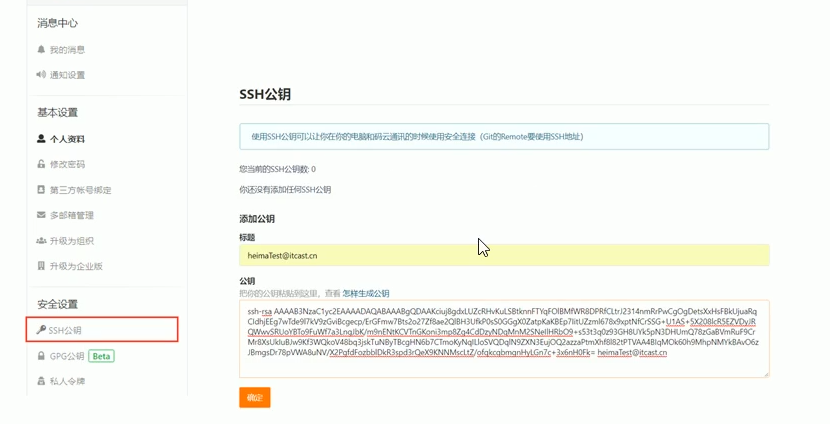 消息中心
我的消息
通知设置
基本设置
个人资料
修改密码
第三方帐号绑定
多邮箱管理
升级为组织
升级为企业版
安全设置
SSH公钥
GPG公钥 Beta
私人令牌
SSH公钥
使用SSH公钥可以让你在你的电脑和码云通讯的时候使用安全连接（Git的Remote要使用SSH地址）
您当前的SSH公钥数: 0
你还没有添加任何SSH公钥
添加公钥
标题
heimaTest@itcast.cn
公钥
把你的公钥粘贴到这里，查看 怎样生成公钥
ssh-rsa
heimaTest@itcast.cn
确定